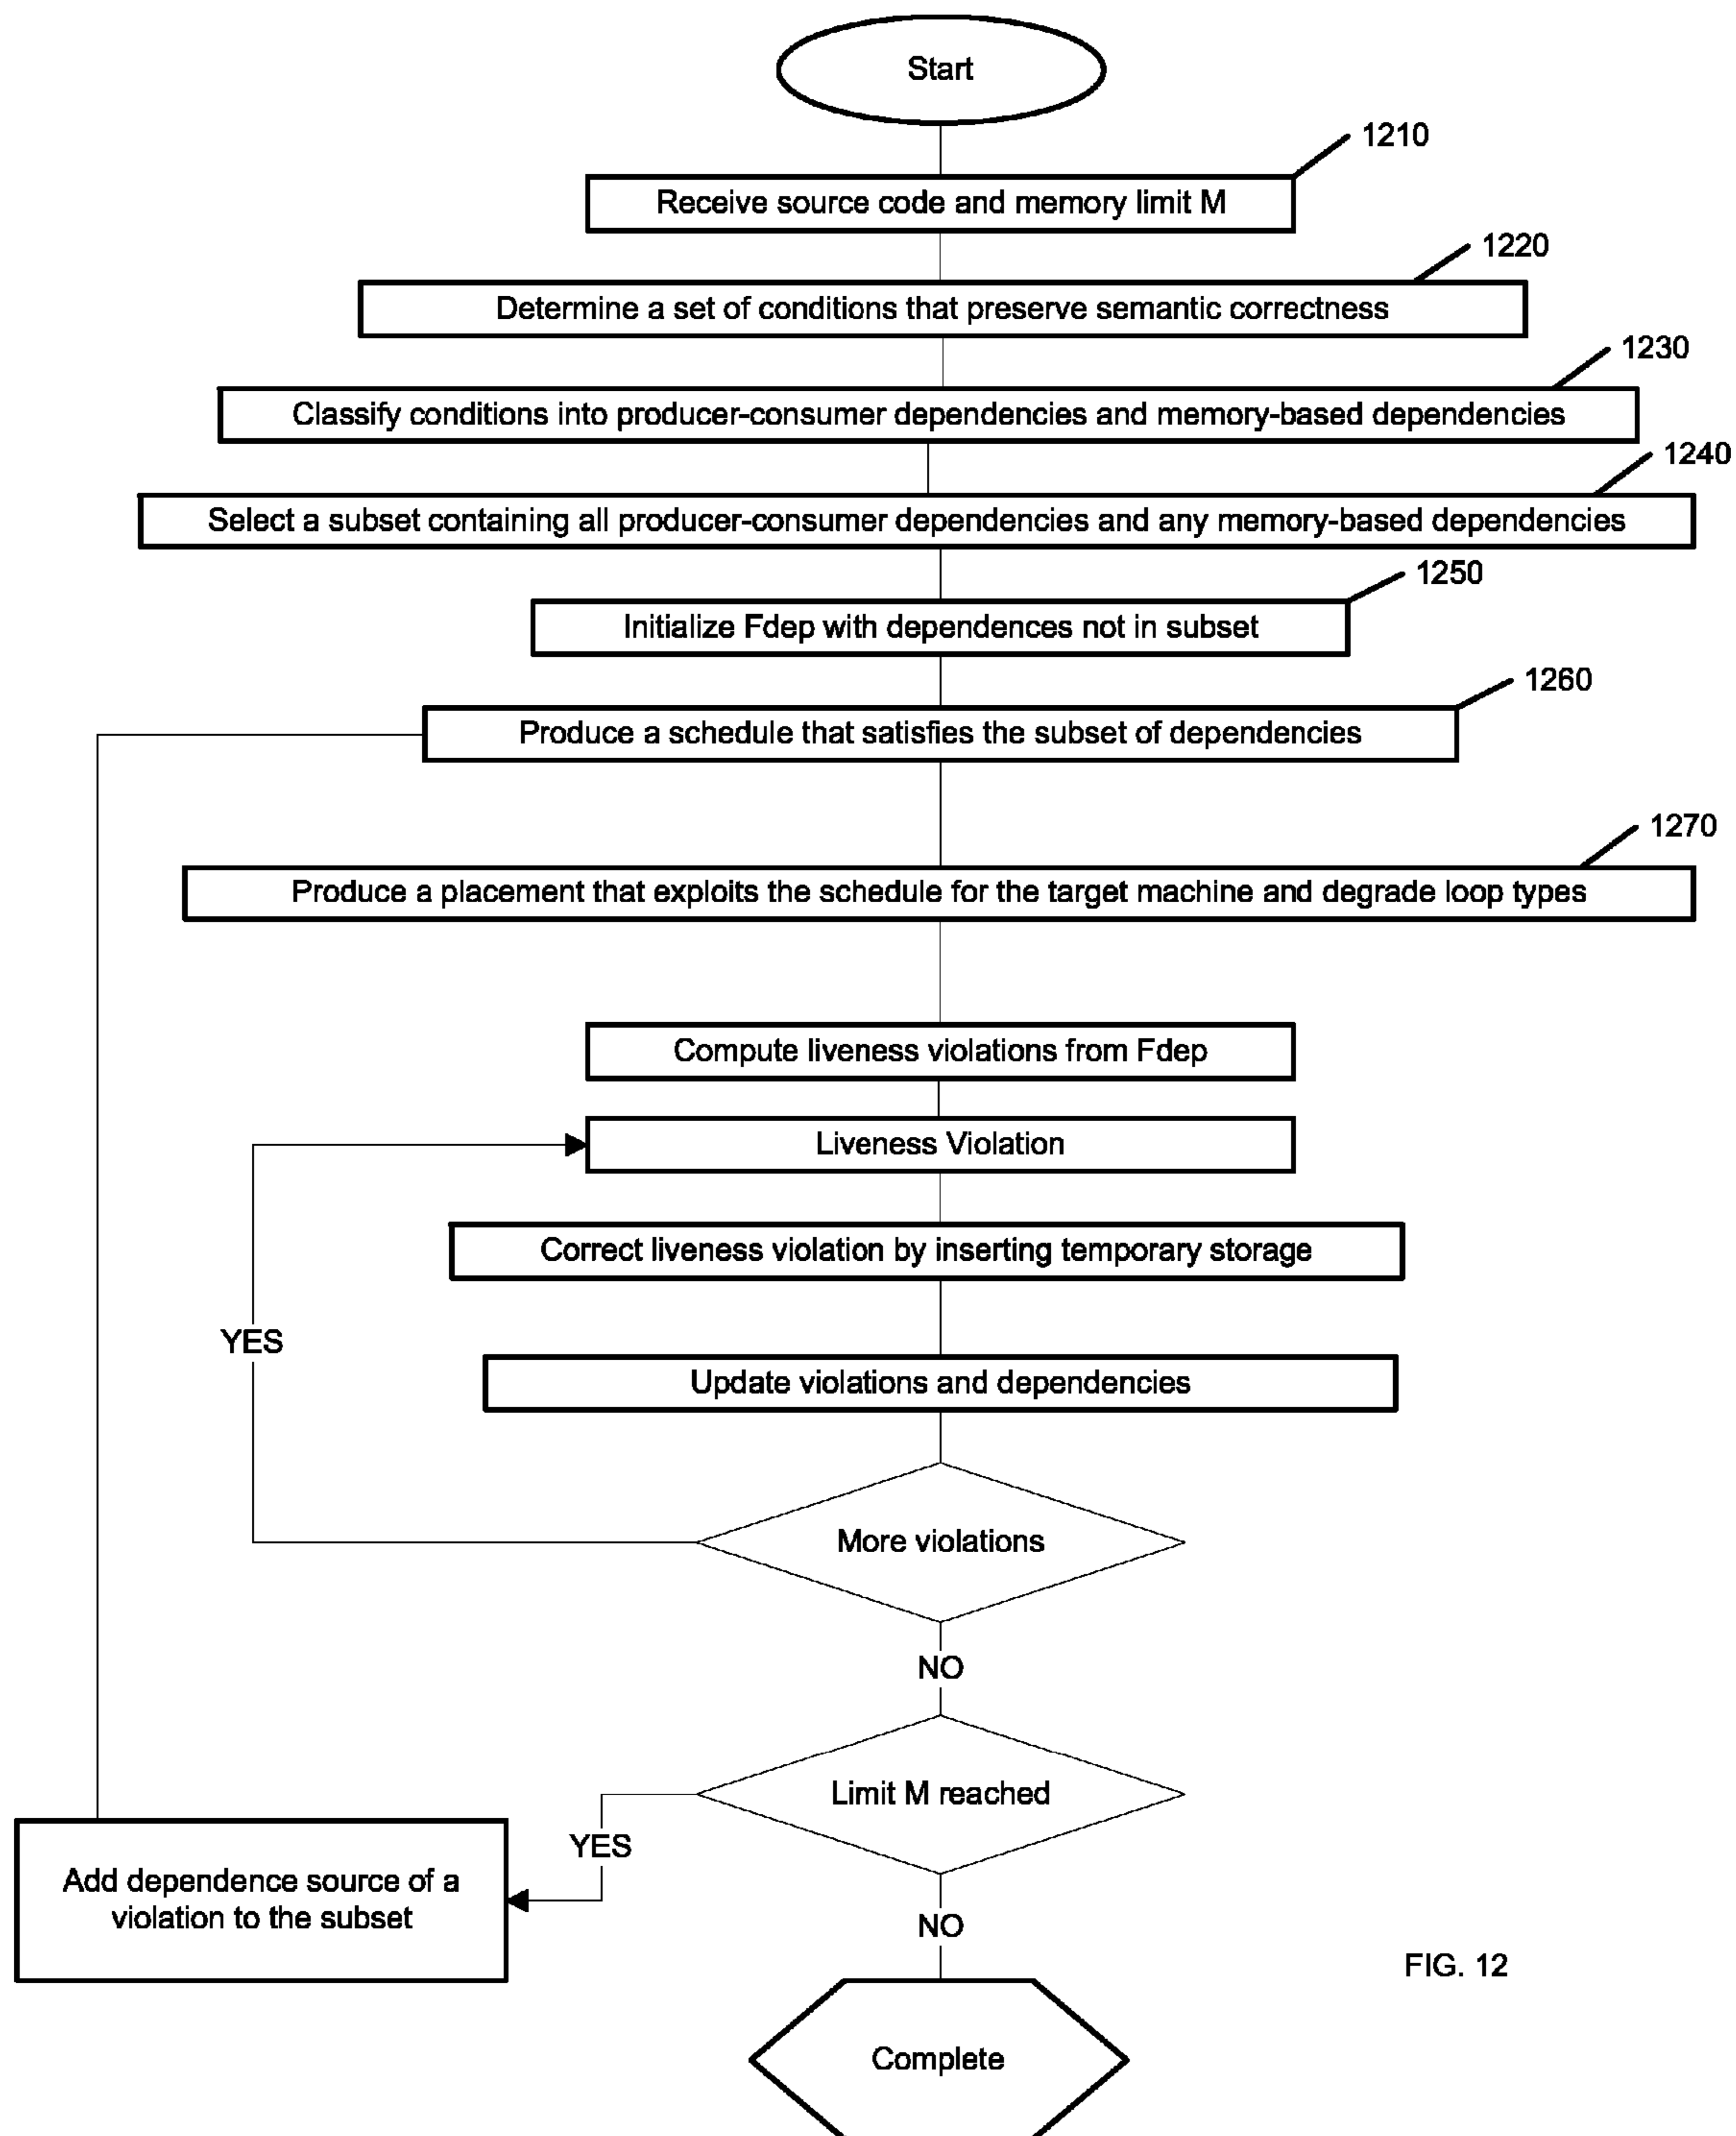 Start
1210
Receive source code and memory limit M
1220
Determine a set of conditions that preserve semantic correctness
1230
Classify conditions into producer-consumer dependencies and memory-based dependencies
1240
Select a subset containing all producer-consumer dependencies and any memory-based dependencies
1250
Initialize Fdep with dependences not in subset
1260
Produce a schedule that satisfies the subset of dependencies
1270
Produce a placement that exploits the schedule for the target machine and degrade loop types
Compute liveness violations from Fdep
Liveness Violation
Correct liveness violation by inserting temporary storage
YES
Update violations and dependencies
More violations
NO
Limit M reached
YES
Add dependence source of a
violation to the subset
NO
FIG. 12
Complete